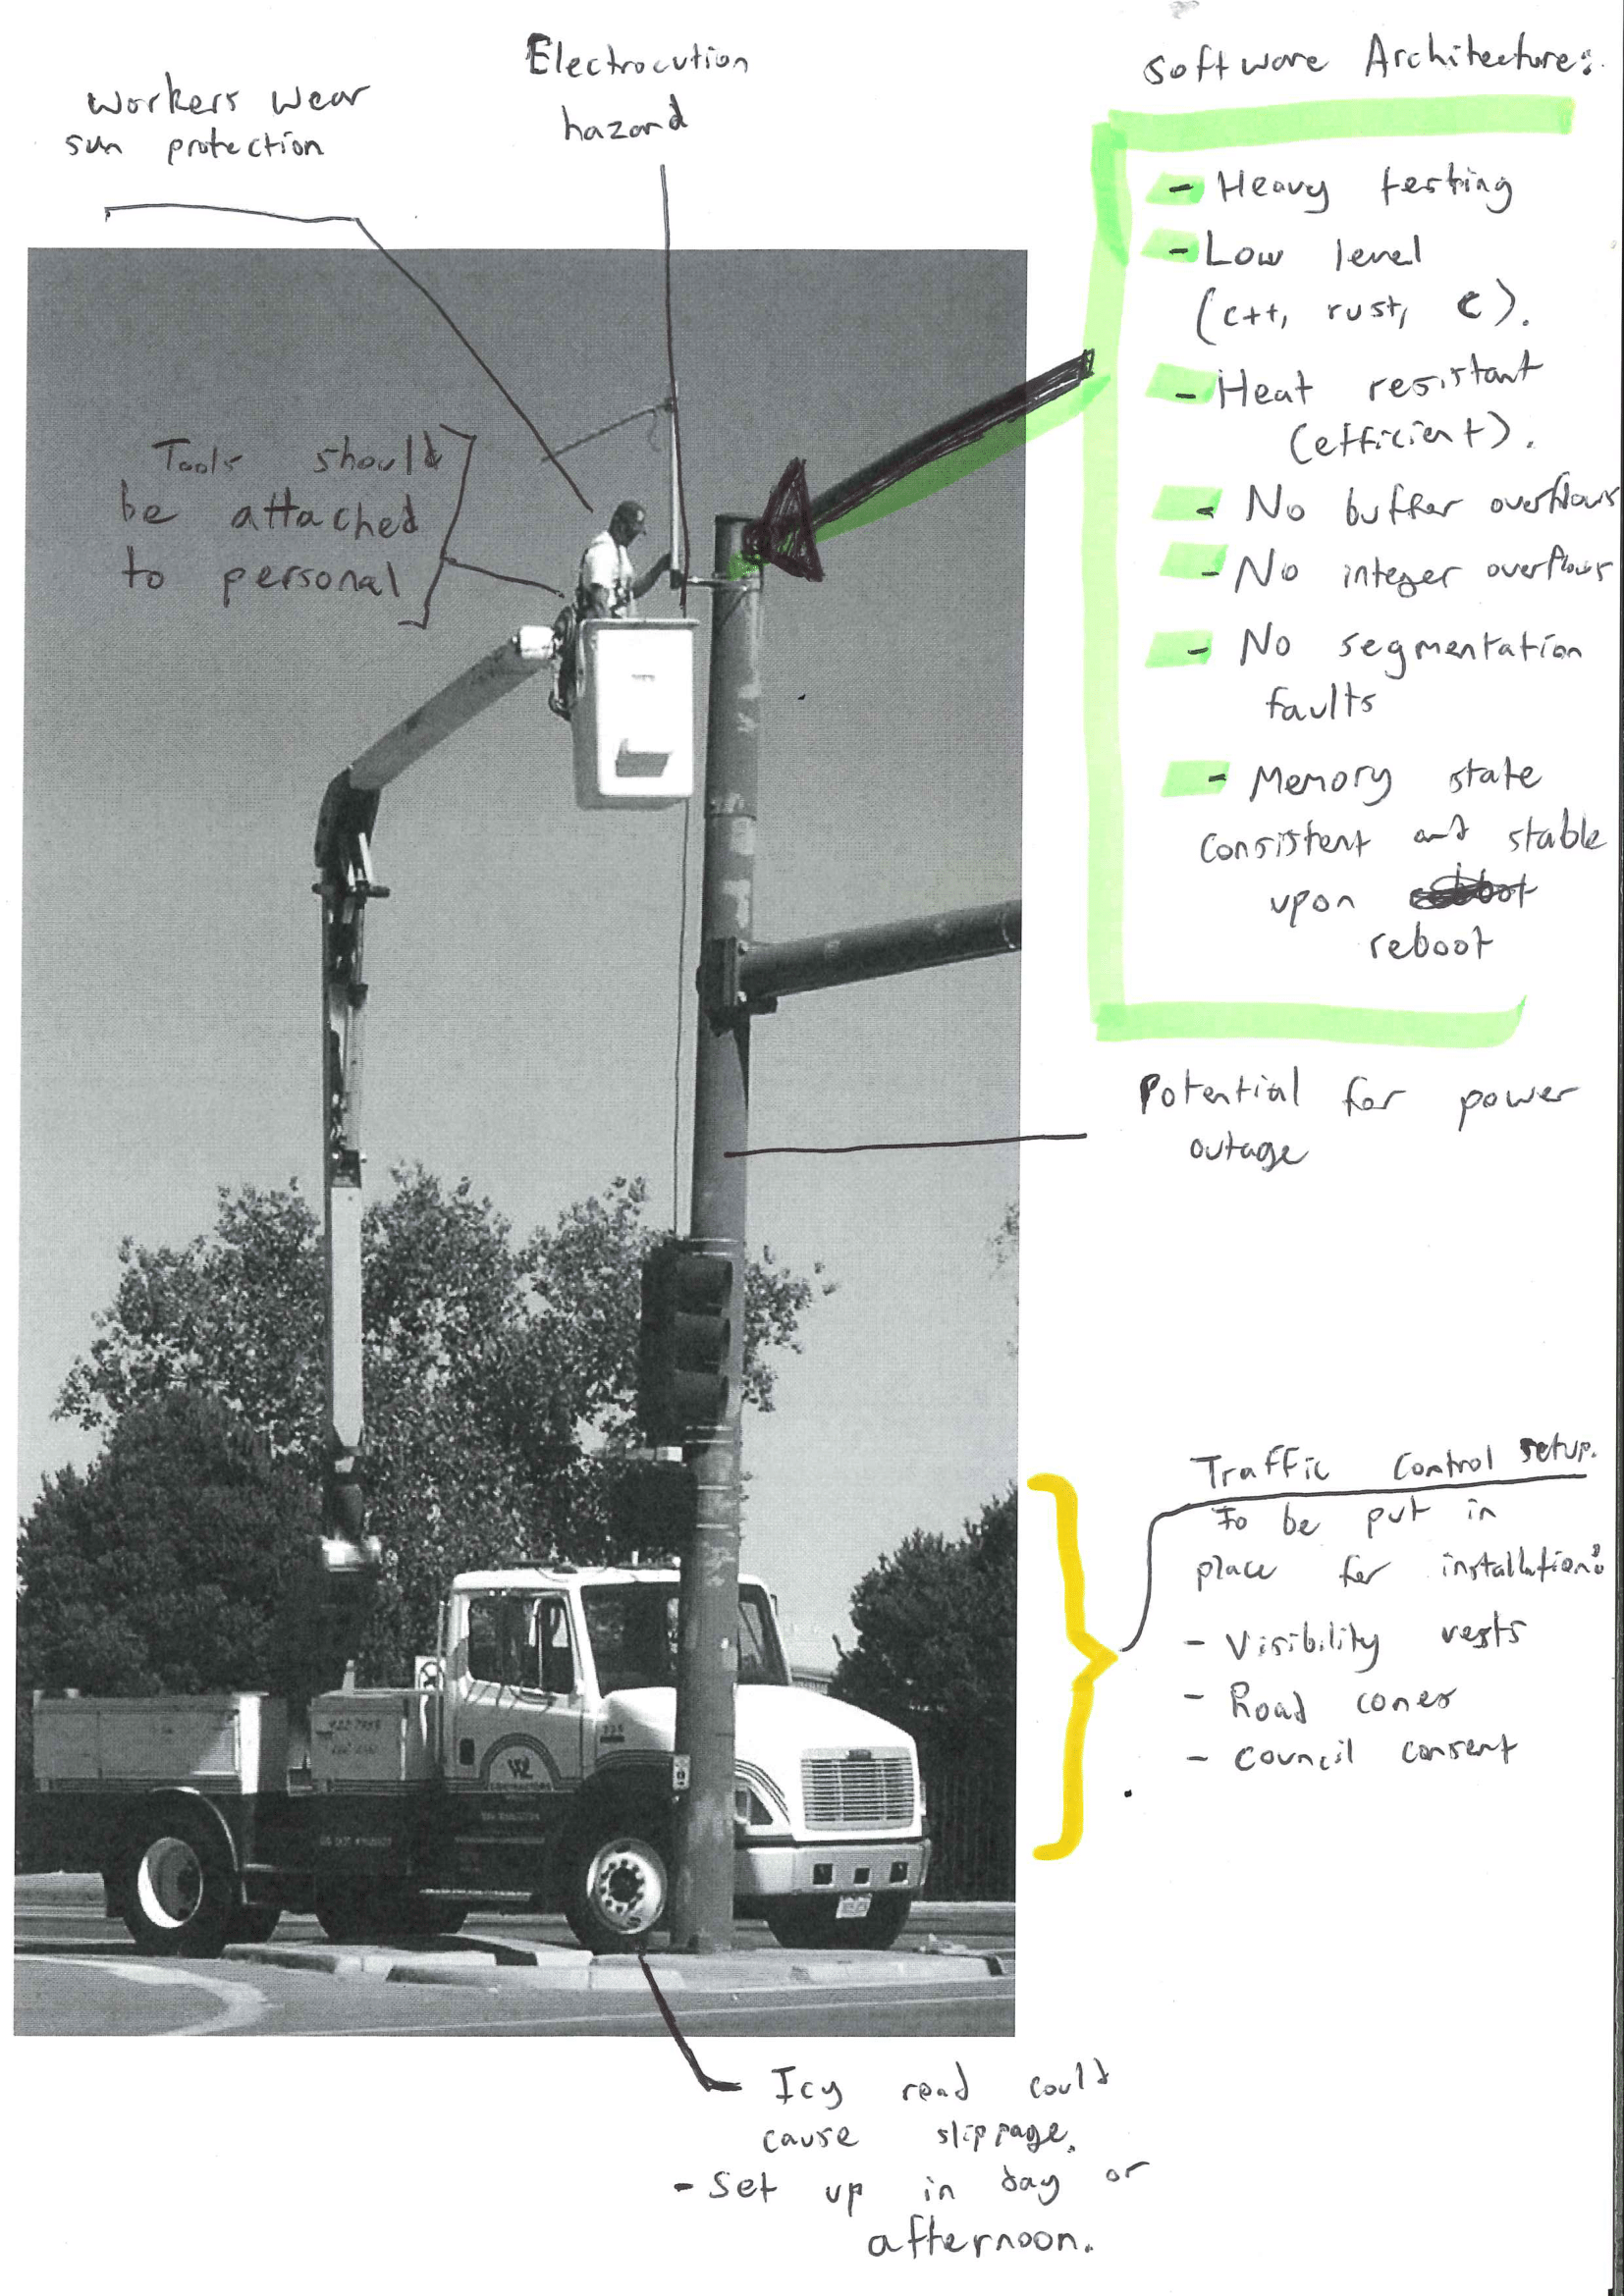 Workers wear
sun protection
Electrocution
hazard
Software Architecture:
- Heavy testing
- Low level
(C++, rust, C).
- Heat resistant
(efficient).
- No buffer overflows
- No integer overflows
- No segmentation
faults
- Memory state
consistent and stable
upon
reboot
Tools should
be attached
to personal
Potential for power
outage
Traffic Control setup.
to be put in
place for installation:
- Visibility vests
- Road cones
- Council consent
WL
CONTRACTORS
Icy road could
cause slippage.
- Set up in day or
afternoon.